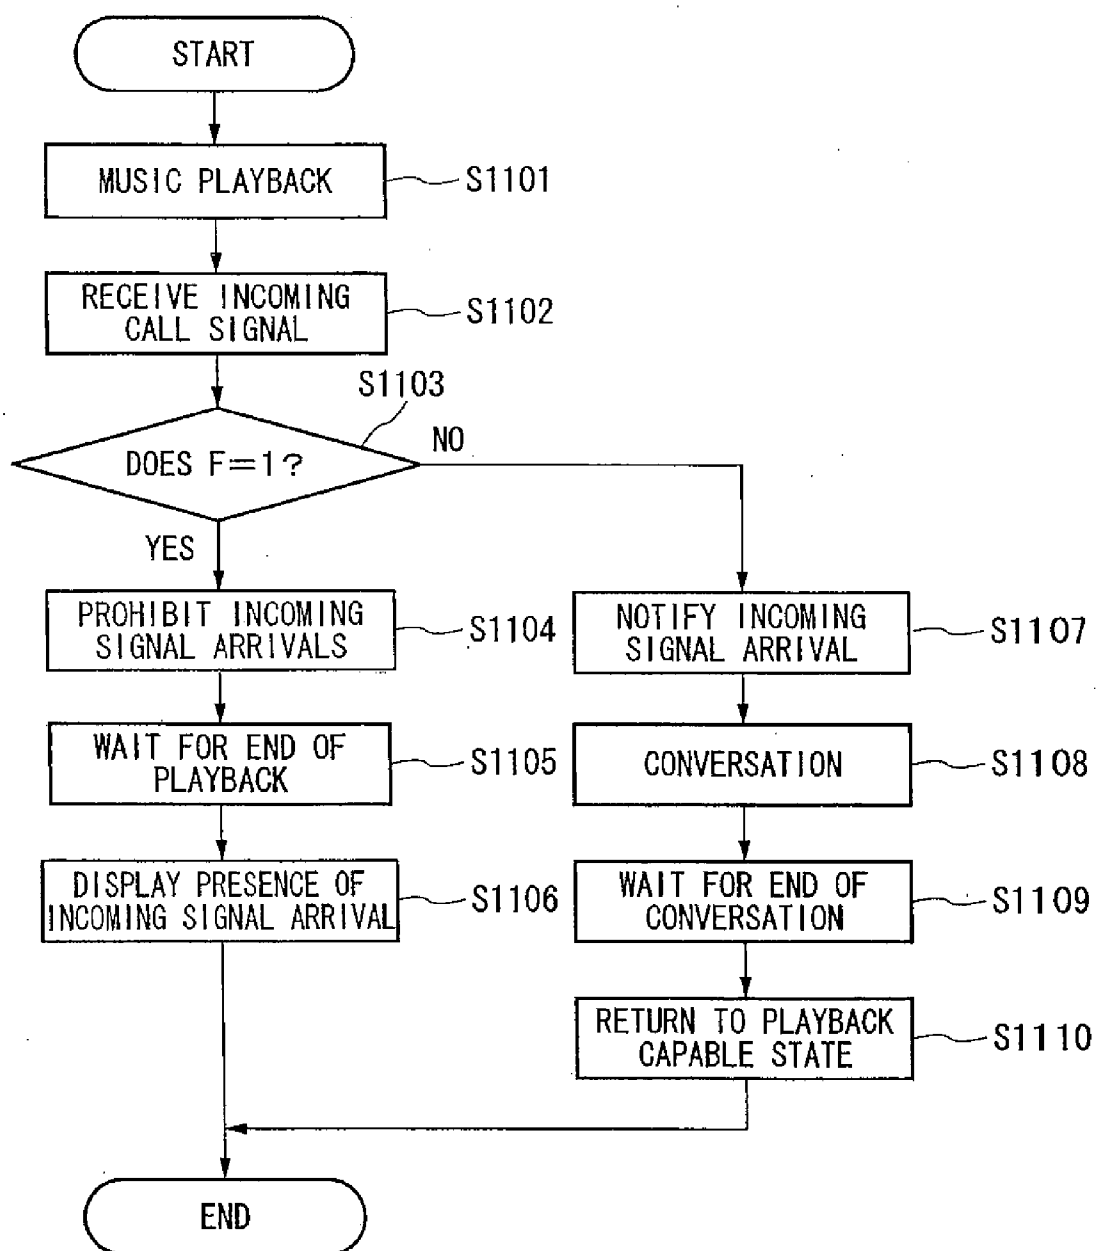 START
MUSIC PLAYBACK
S1101
RECEIVE INCOMING
CALL SIGNAL
S1102
S1103
DOES F=1?
NO
YES
PROHIBIT INCOMING
SIGNAL ARRIVALS
S1104
WAIT FOR END OF
PLAYBACK
S1105
DISPLAY PRESENCE OF
INCOMING SIGNAL ARRIVAL
S1106
NOTIFY INCOMING
SIGNAL ARRIVAL
S1107
CONVERSATION
S1108
WAIT FOR END OF
CONVERSATION
S1109
RETURN TO PLAYBACK
CAPABLE STATE
S1110
END